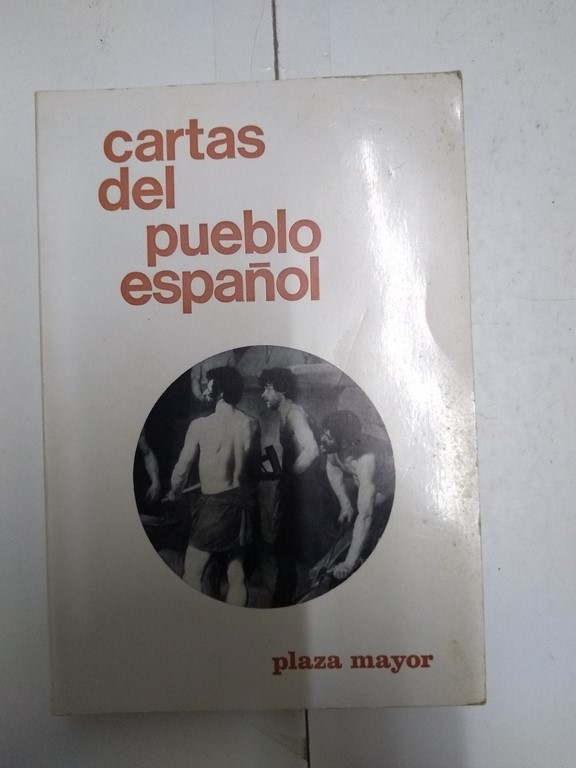 cartas
del
pueblo
español
plaza mayor